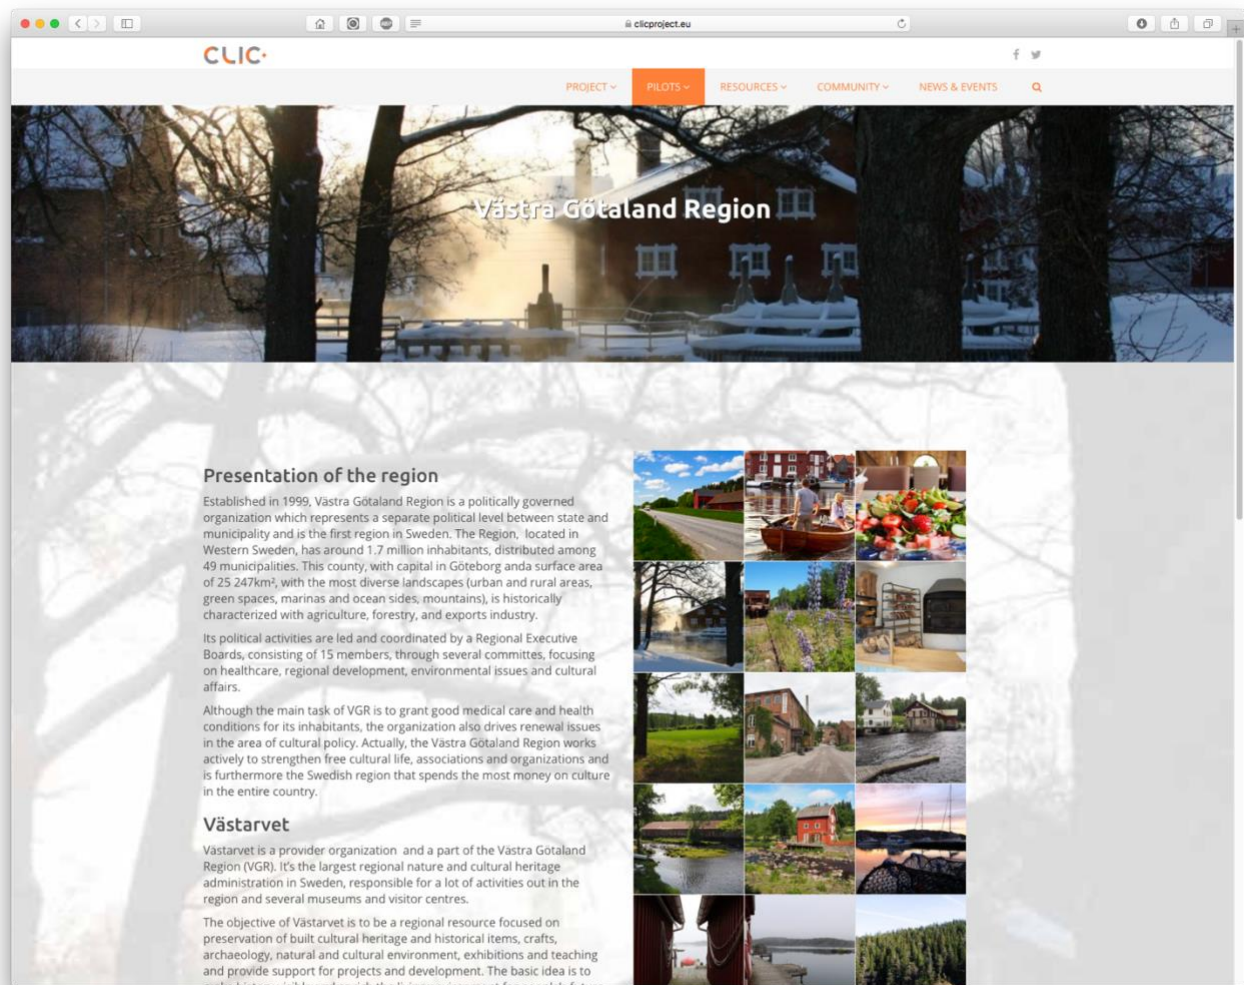 clicproject.eu
CLIC
PROJECT
PILOTS
RESOURCES
COMMUNITY
NEWS & EVENTS
Västra Götaland Region
Presentation of the region
Established in 1999, Västra Götaland Region is a politically governed
organization which represents a separate political level between state and
municipality and is the first region in Sweden. The Region, located in
Western Sweden, has around 1.7 million inhabitants, distributed among
49 municipalities. This county, with capital in Göteborg anda surface area
of 25 247km², with the most diverse landscapes (urban and rural areas,
green spaces, marinas and ocean sides, mountains), is historically
characterized with agriculture, forestry, and exports industry.
Its political activities are led and coordinated by a Regional Executive
Boards, consisting of 15 members, through several committes, focusing
on healthcare, regional development, environmental issues and cultural
affairs.
Although the main task of VGR is to grant good medical care and health
conditions for its inhabitants, the organization also drives renewal issues
in the area of cultural policy. Actually, the Västra Götaland Region works
actively to strengthen free cultural life, associations and organizations and
is furthermore the Swedish region that spends the most money on culture
in the entire country.
Västarvet
Västarvet is a provider organization and a part of the Västra Götaland
Region (VGR). It's the largest regional nature and cultural heritage
administration in Sweden, responsible for a lot of activities out in the
region and several museums and visitor centres.
The objective of Västarvet is to be a regional resource focused on
preservation of built cultural heritage and historical items, crafts,
archaeology, natural and cultural environment, exhibitions and teaching
and provide support for projects and development. The basic idea is to